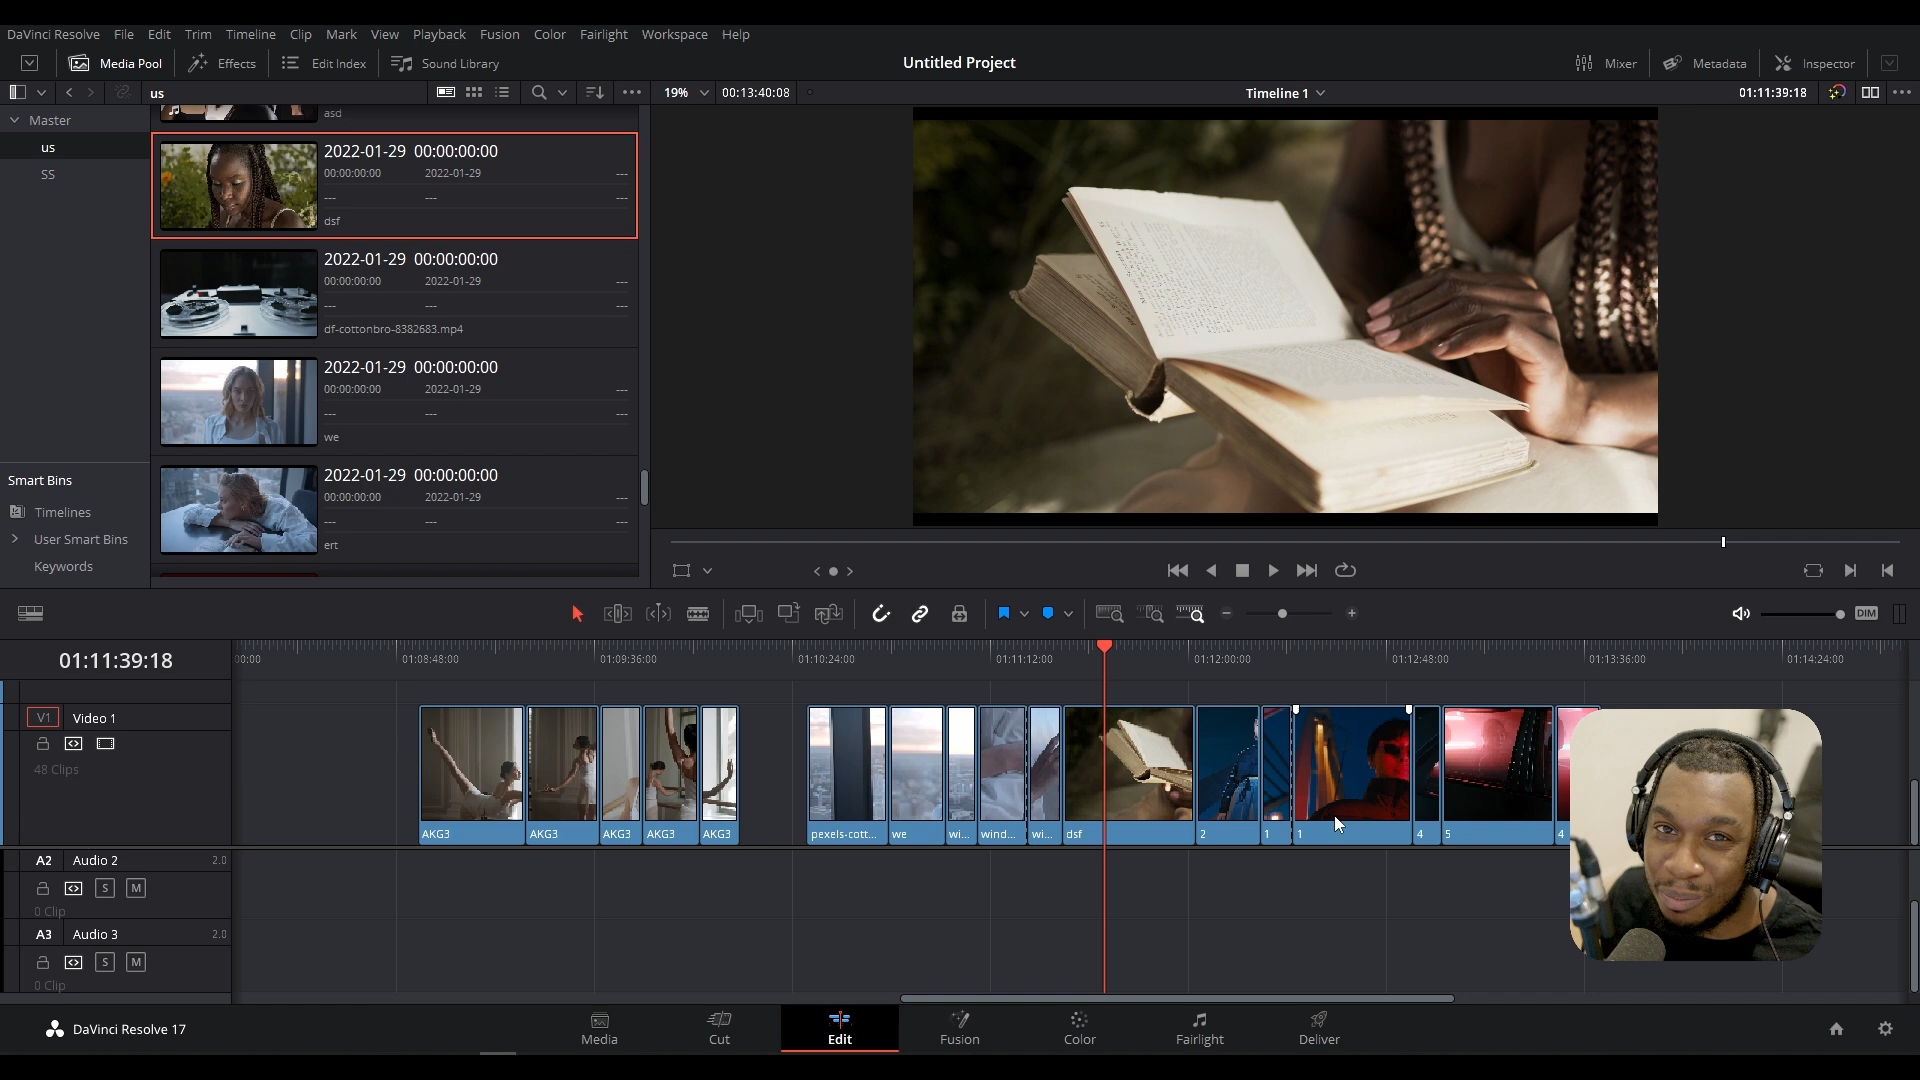 DaVinci Resolve File Edit Trim Timeline Clip Mark View Playback Fusion Color Fairlight Workspace Help
Media Pool Effects Edit Index Sound Library Untitled Project Mixer Metadata Inspector
us 19% 00:13:40:08 Timeline 1 01:11:39:18
Master
us
SS
asd
2022-01-29 00:00:00:00
00:00:00:00 2022-01-29 ---
--- --- ---
dsf
2022-01-29 00:00:00:00
00:00:00:00 2022-01-29 ---
--- --- ---
df-cottonbro-8382683.mp4
2022-01-29 00:00:00:00
00:00:00:00 2022-01-29 ---
--- --- ---
we
2022-01-29 00:00:00:00
00:00:00:00 2022-01-29 ---
--- --- ---
ert
Smart Bins
Timelines
User Smart Bins
Keywords
DIM
01:11:39:18
00:00 01:08:48:00 01:09:36:00 01:10:24:00 01:11:12:00 01:12:00:00 01:12:48:00 01:13:36:00 01:14:24:00
V1 Video 1
48 Clips
AKG3 AKG3 AKG3 AKG3 AKG3 pexels-cott... we wi... wind... wi... dsf 2 1 1 4 5 4
A2 Audio 2 2.0
S M
0 Clip
A3 Audio 3 2.0
S M
0 Clip
DaVinci Resolve 17 Media Cut Edit Fusion Color Fairlight Deliver